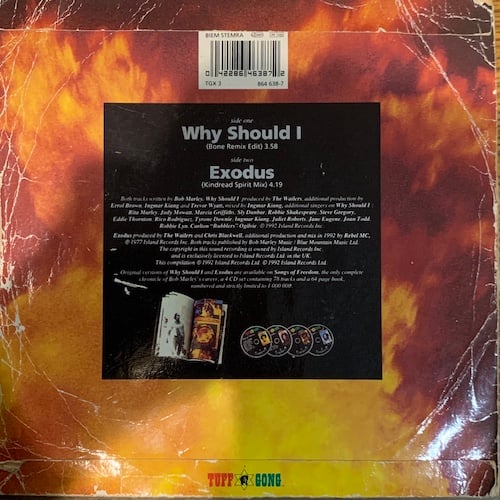 BIEM STEMRA
0 42286 46387 2
TGX 3 864 638-7
side one
Why Should I
(Bone Remix Edit) 3.58
side two
Exodus
(Kindread Spirit Mix) 4.19
Both tracks written by Bob Marley. Why Should I produced by The Wailers, additional production by
Errol Brown, Ingmar Kiang and Trevor Wyatt, mixed by Ingmar Kiang, additional singers on Why Should I
Rita Marley, Judy Mowatt, Marcia Griffiths, Sly Dunbar, Robbie Shakespeare, Steve Gregory,
Eddie Thornton, Rico Rodriguez, Tyrone Downie, Ingmar Kiang, Juliet Roberts, Jane Eugene, Joan Todd,
Robbie Lyn, Carlton "Bubblers" Ogilvie ℗ 1992 Island Records Inc.
Exodus produced by The Wailers and Chris Blackwell, additional production and mix in 1992 by Rebel MC,
℗ 1977 Island Records Inc. Both tracks published by Bob Marley Music / Blue Mountain Music Ltd.
The copyright in this sound recording is owned by Island Records Inc.
and is exclusively licensed to Island Records Ltd. in the UK.
This compilation ℗ 1992 Island Records Ltd. © 1992 Island Records Ltd.
Original versions of Why Should I and Exodus are available on Songs of Freedom, the only complete
chronicle of Bob Marley's career, a 4 CD set containing 78 tracks and a 64 page book,
numbered and strictly limited to 1 000 000.
TUFF GONG